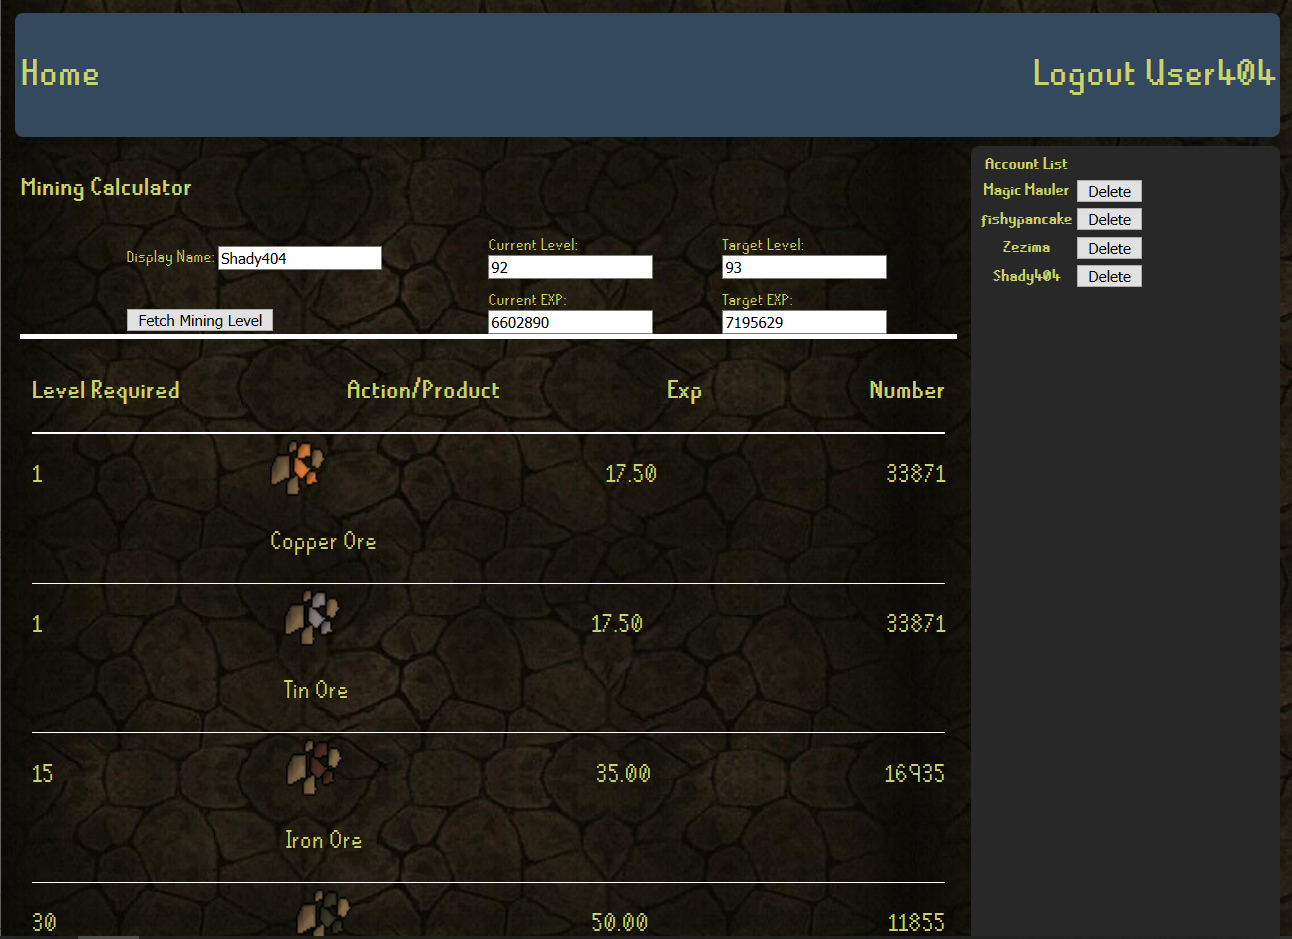 Home
Logout User404
Mining Calculator
Display Name: Shady404
Fetch Mining Level
Current Level:
92
Target Level:
93
Current EXP:
6602890
Target EXP:
7195629
Account List
Magic Mauler Delete
fishypancake Delete
Zezima Delete
Shady404 Delete
Level Required Action/Product Exp Number
1 17.50 33871
Copper Ore
1 17.50 33871
Tin Ore
15 35.00 16935
Iron Ore
30 50.00 11855